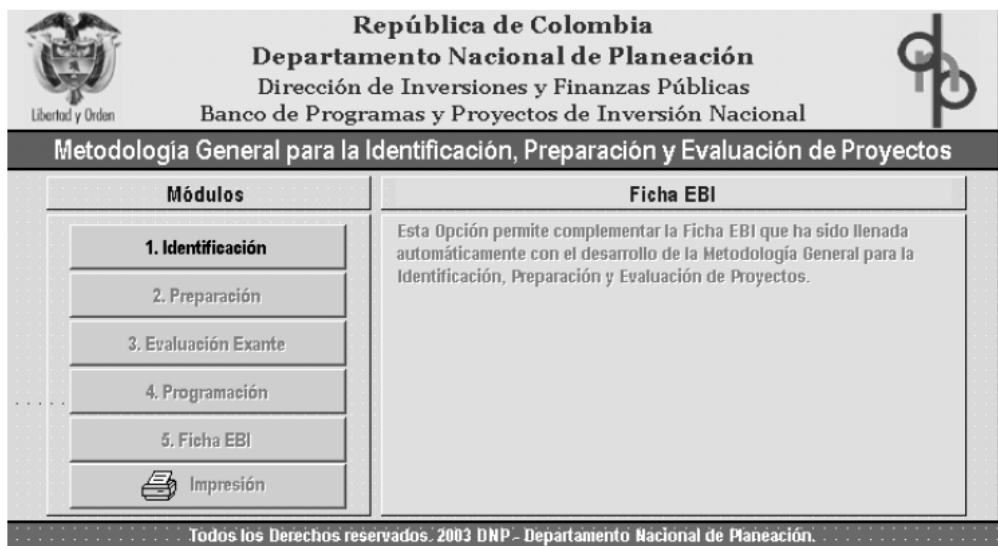 República de Colombia
Departamento Nacional de Planeación
Dirección de Inversiones y Finanzas Públicas
Banco de Programas y Proyectos de Inversión Nacional
Libertad y Orden
dnp
Metodología General para la Identificación, Preparación y Evaluación de Proyectos
Módulos
1. Identificación
2. Preparación
3. Evaluación Exante
4. Programación
5. Ficha EBI
Impresión
Ficha EBI
Esta Opción permite complementar la Ficha EBI que ha sido llenada
automáticamente con el desarrollo de la Metodología General para la
Identificación, Preparación y Evaluación de Proyectos.
Todos los Derechos reservados. 2003 DNP - Departamento Nacional de Planeación.